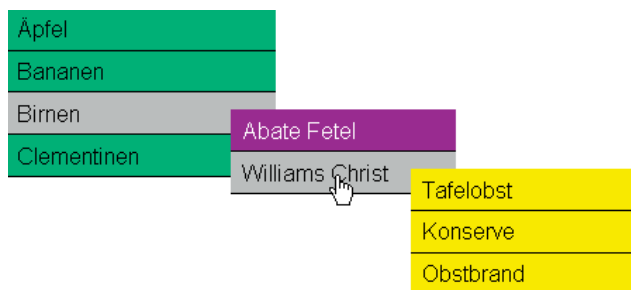 Äpfel
Bananen
Birnen
Clementinen
Abate Fetel
Williams Christ
Tafelobst
Konserve
Obstbrand